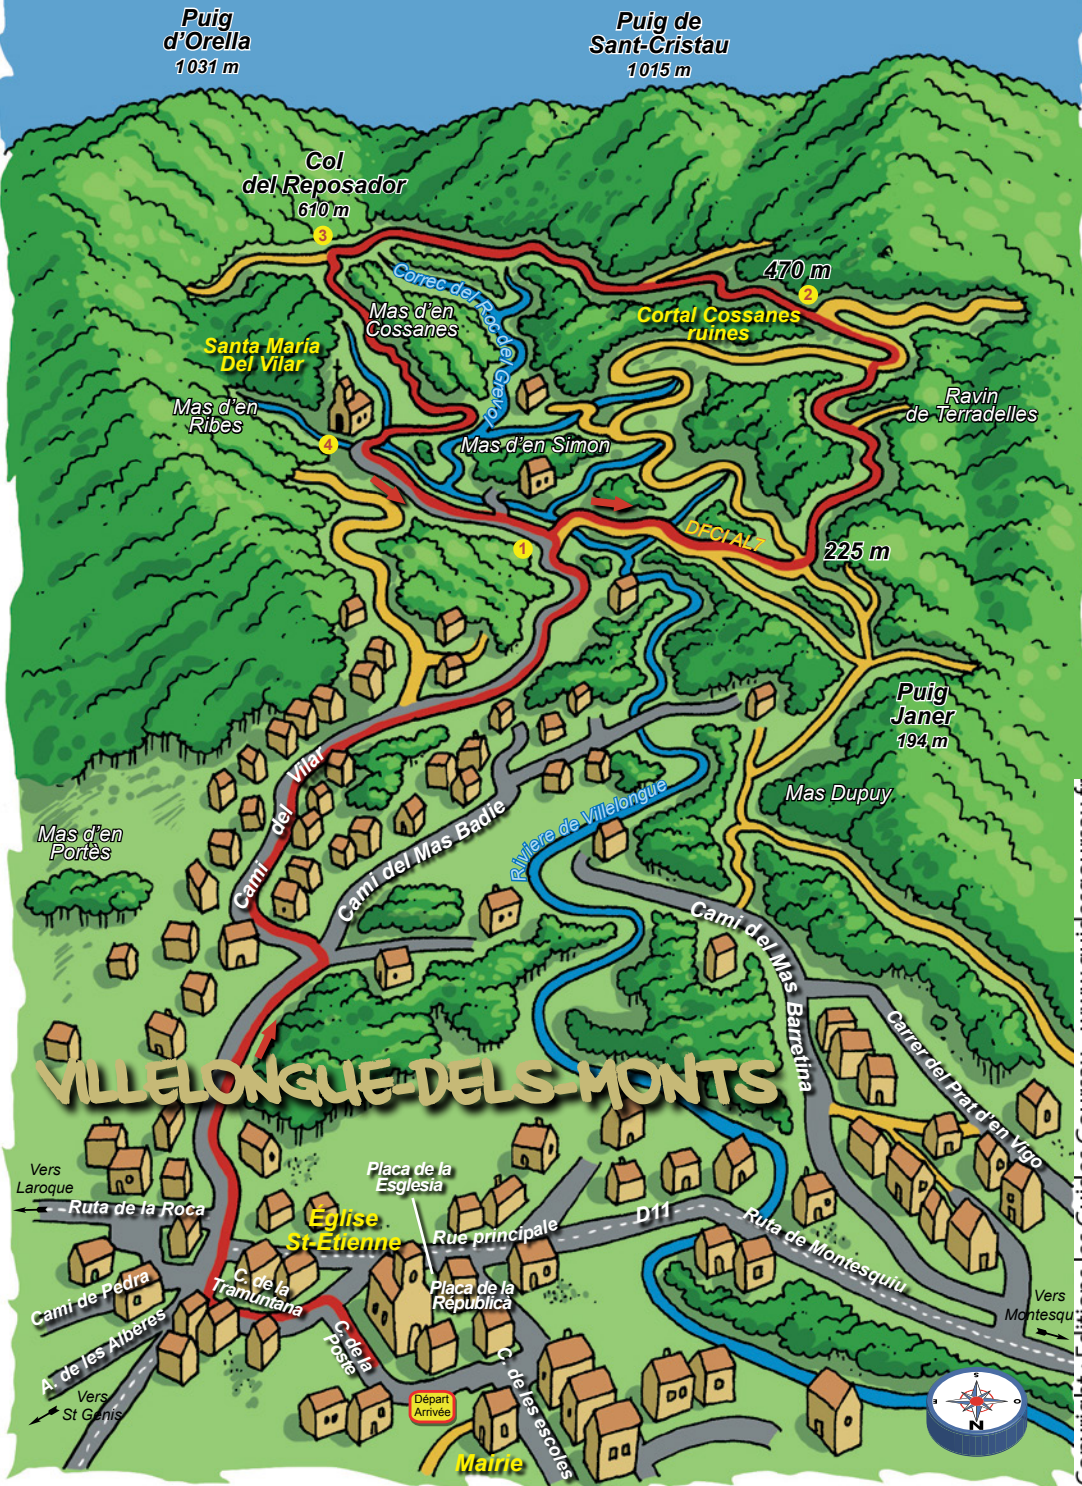 Puig
d'Orella
1031 m
Puig de
Sant-Cristau
1015 m
Col
del Reposador
610 m
3
470 m
2
Correc del Roc del Grevol
Mas d'en
Cossanes
Cortal Cossanes
ruines
Santa Maria
Del Vilar
Mas d'en
Ribes
4
Ravin
de Terradelles
Mas d'en Simon
DFCI AL7
1
225 m
Puig
Janer
194 m
Mas Dupuy
Cami del Vilar
Riviere de Villelongue
Cami del Mas Badie
Mas d'en
Portès
Cami del Mas Barretina
Carrer del Prat d'en Vigo
VILLELONGUE-DELS-MONTS
Vers
Laroque
Ruta de la Roca
Placa de la
Esglesia
Église
St-Etienne
Rue principale
D11
Ruta de Montesquiu
C. de la
Tramuntana
Placa de la
Républica
Cami de Pedra
A. de les Albères
Vers
St Génis
C. de la
Poste
C. de les escoles
Départ
Arrivée
Mairie
Vers
Montesqu
S
E
O
N